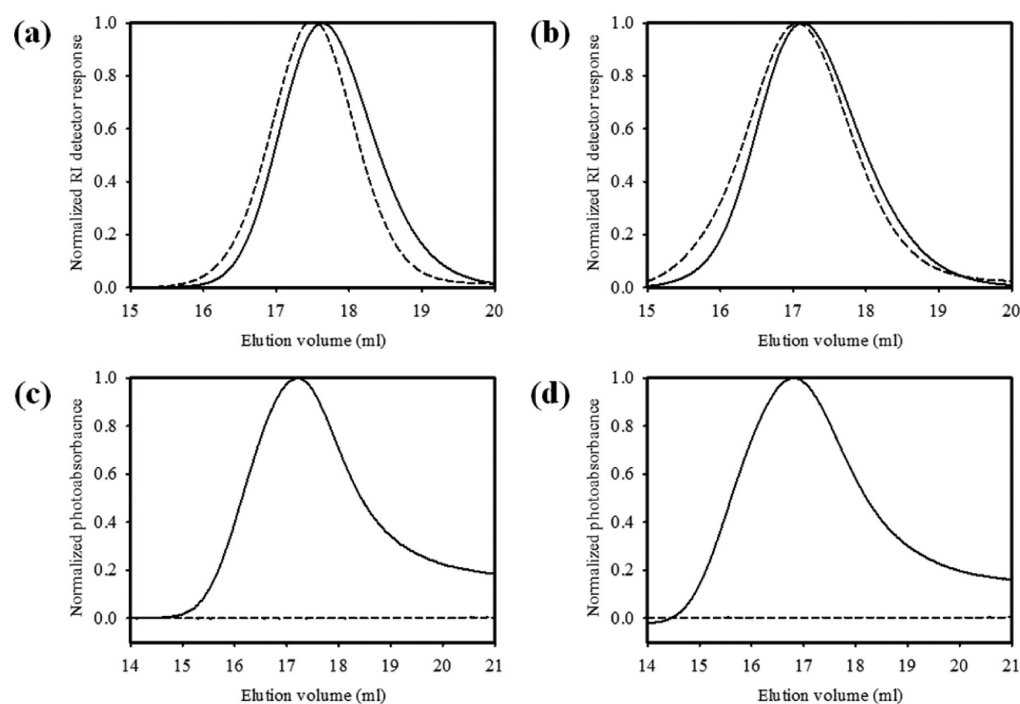 (a)
Normalized RI detector response
1.0
0.8
0.6
0.4
0.2
0.0
15 16 17 18 19 20
Elution volume (ml)
(b)
Normalized RI detector response
1.0
0.8
0.6
0.4
0.2
0.0
15 16 17 18 19 20
Elution volume (ml)
(c)
Normalized photoabsorbacnce
1.0
0.8
0.6
0.4
0.2
0.0
14 15 16 17 18 19 20 21
Elution volume (ml)
(d)
Normalized photoabsorbacnce
1.0
0.8
0.6
0.4
0.2
0.0
14 15 16 17 18 19 20 21
Elution volume (ml)